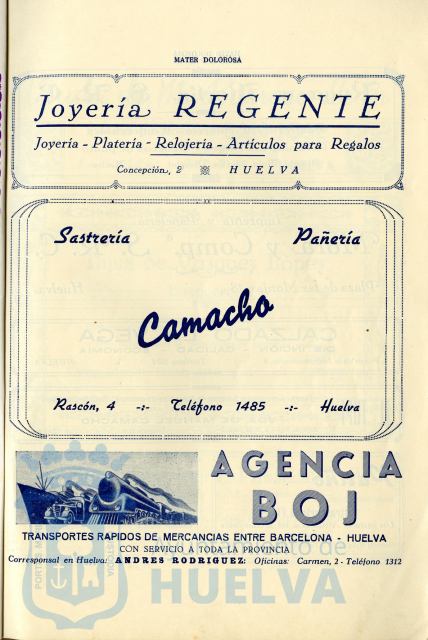 MATER DOLOROSA
Joyería REGENTE
Joyería - Platería - Relojería - Artículos para Regalos
Concepción, 2 HUELVA
Sastrería Pañería
Camacho
Rascón, 4 -:- Teléfono 1485 -:- Huelva
AGENCIA
BOJ
TRANSPORTES RAPIDOS DE MERCANCIAS ENTRE BARCELONA - HUELVA
CON SERVICIO A TODA LA PROVINCIA
Corresponsal en Huelva: ANDRES RODRIGUEZ: Oficinas: Carmen, 2 - Teléfono 1312
HUELVA